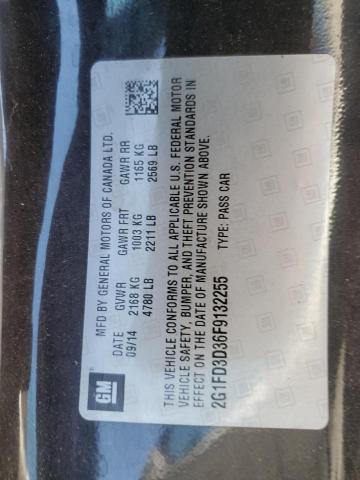 MFD BY GENERAL MOTORS OF CANADA LTD.
DATE GVWR GAWR FRT GAWR RR
09/14 2168 KG 1003 KG 1165 KG
4780 LB 2211 LB 2569 LB
THIS VEHICLE CONFORMS TO ALL APPLICABLE U.S. FEDERAL MOTOR
VEHICLE SAFETY, BUMPER, AND THEFT PREVENTION STANDARDS IN
EFFECT ON THE DATE OF MANUFACTURE SHOWN ABOVE.
2G1FD3D36F9132255 TYPE: PASS CAR
GM